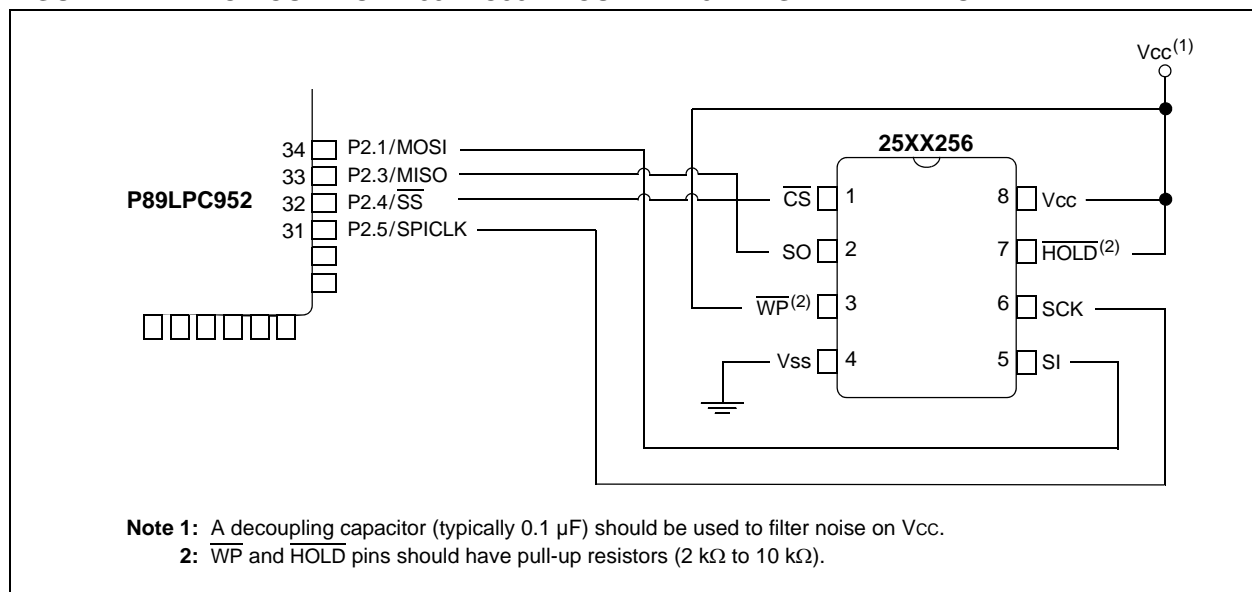 Vcc(1)
25XX256
34 P2.1/MOSI
33 P2.3/MISO
P89LPC952 32 P2.4/SS
31 P2.5/SPICLK
CS 1 8 Vcc
SO 2 7 HOLD(2)
WP(2) 3 6 SCK
Vss 4 5 SI
Note 1: A decoupling capacitor (typically 0.1 µF) should be used to filter noise on VCC.
2: WP and HOLD pins should have pull-up resistors (2 kΩ to 10 kΩ).